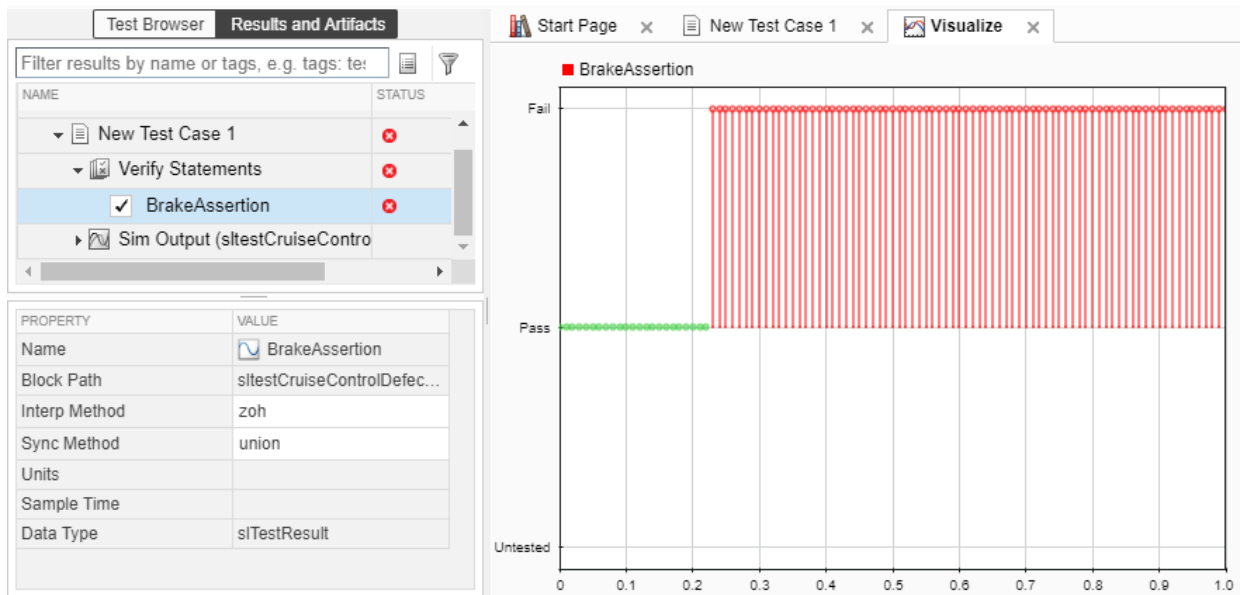 Test Browser
Results and Artifacts
Start Page
New Test Case 1
Visualize
Filter results by name or tags, e.g. tags: tes
NAME STATUS
New Test Case 1
Verify Statements
BrakeAssertion
Sim Output (sltestCruiseContro
PROPERTY VALUE
Name BrakeAssertion
Block Path sltestCruiseControlDefec...
Interp Method zoh
Sync Method union
Units
Sample Time
Data Type slTestResult
BrakeAssertion
Fail
Pass
Untested
0 0.1 0.2 0.3 0.4 0.5 0.6 0.7 0.8 0.9 1.0